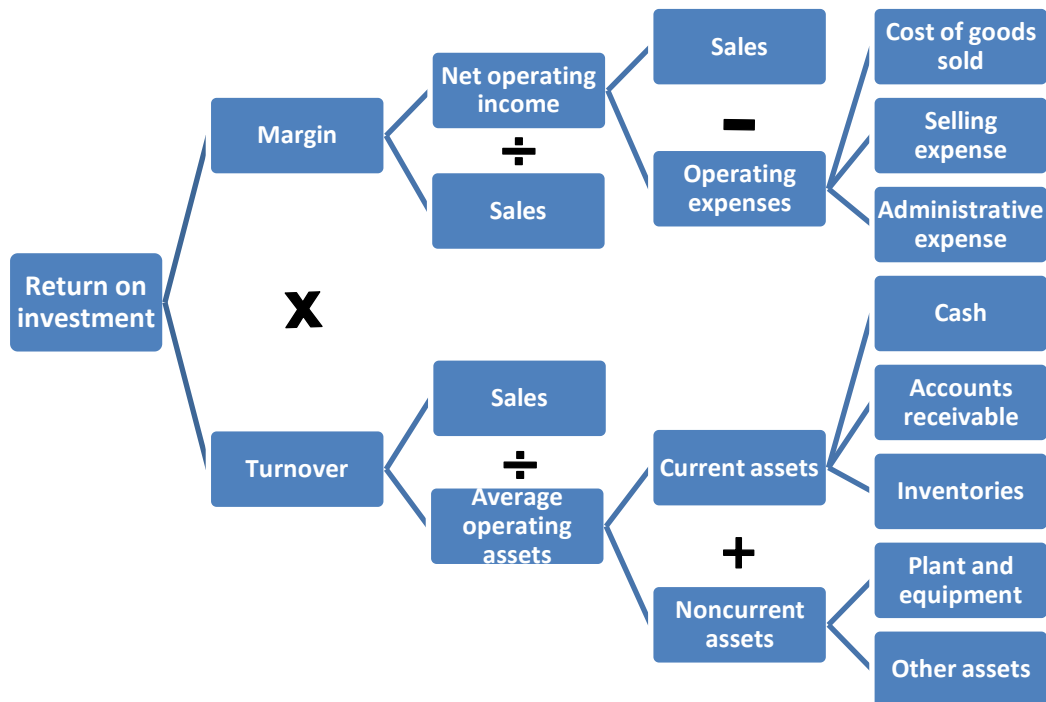 Return on
investment
Margin
X
Turnover
Net operating
income
÷
Sales
Sales
÷
Average
operating
assets
Sales
-
Operating
expenses
Current assets
+
Noncurrent
assets
Cost of goods
sold
Selling
expense
Administrative
expense
Cash
Accounts
receivable
Inventories
Plant and
equipment
Other assets